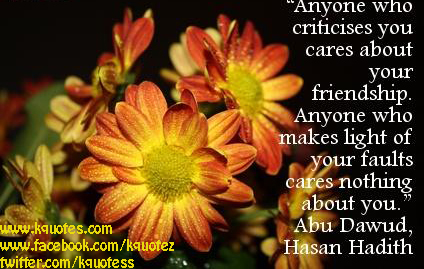 “Anyone who
criticises you
cares about
your
friendship.
Anyone who
makes light of
your faults
cares nothing
about you.”
Abu Dawud,
Hasan Hadith
www.kquotes.com
www.facebook.com/kquotez
twitter.com/kquotess